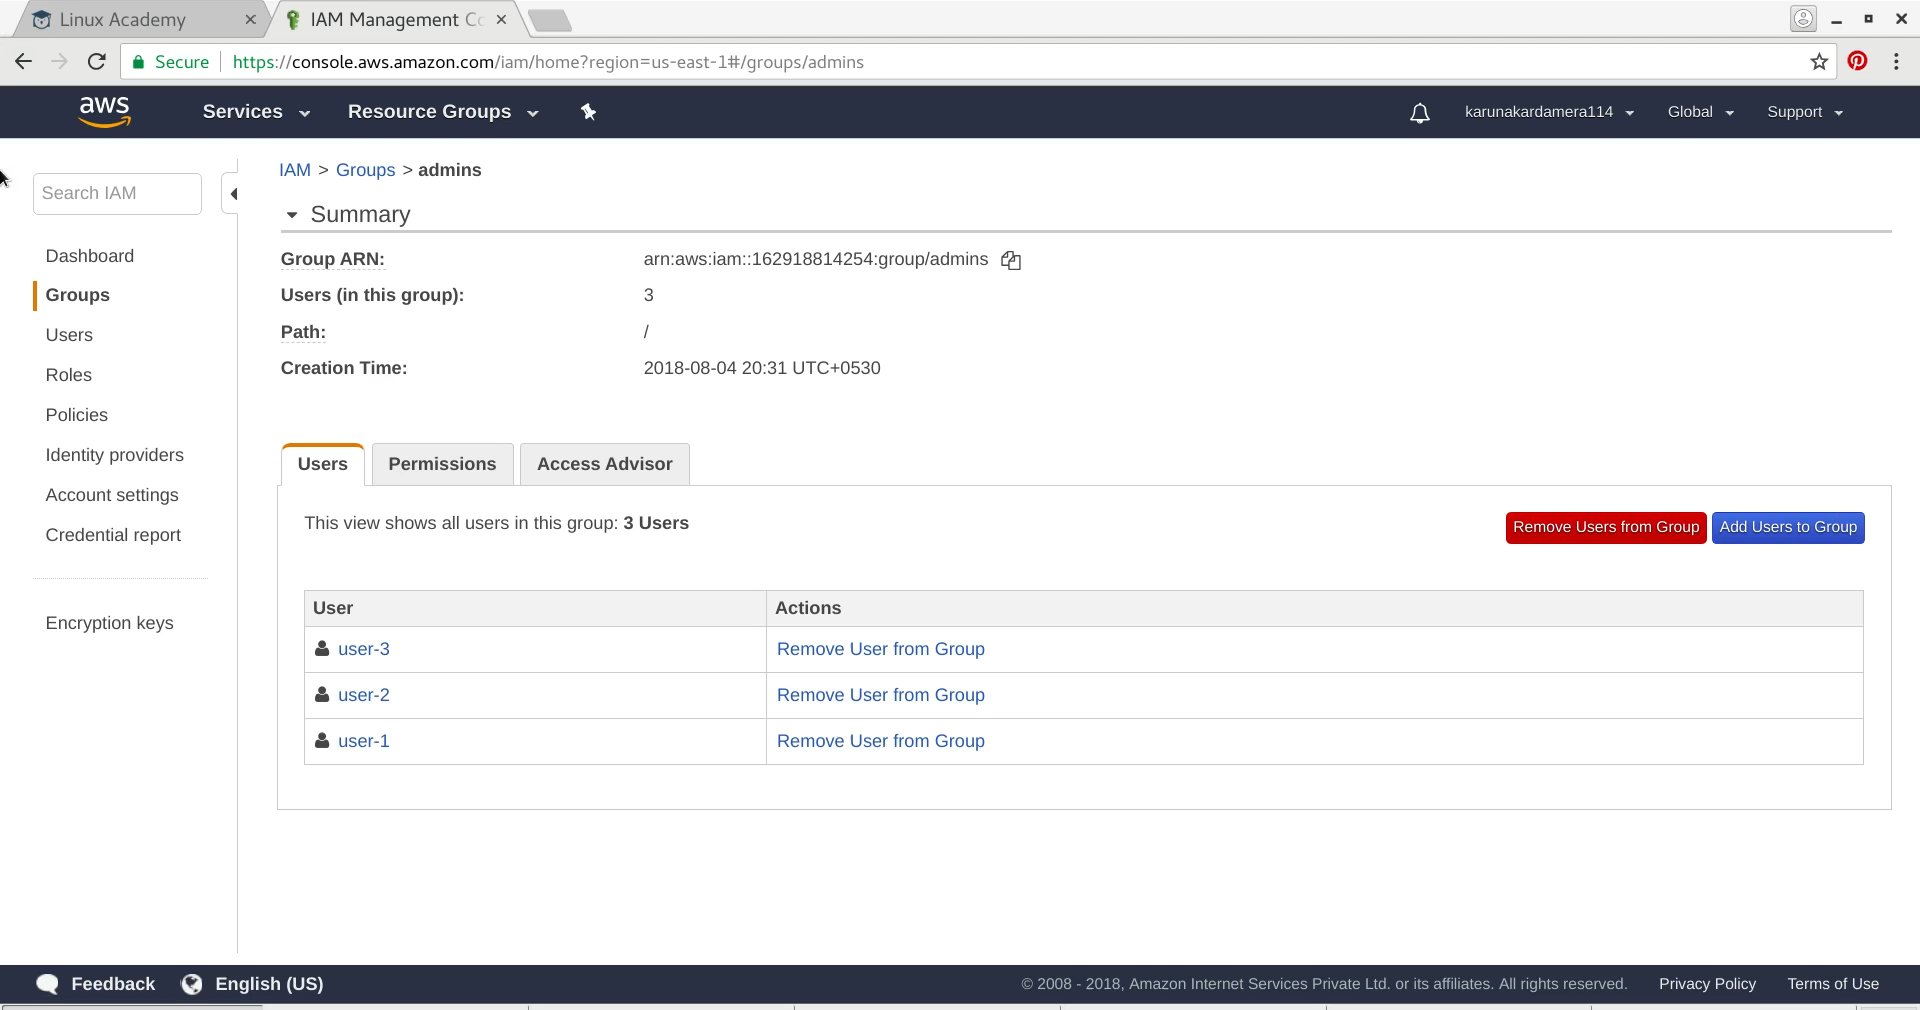 Linux Academy
IAM Management Co
Secure https://console.aws.amazon.com/iam/home?region=us-east-1#/groups/admins
aws Services Resource Groups karunakardamera114 Global Support
Search IAM
Dashboard
Groups
Users
Roles
Policies
Identity providers
Account settings
Credential report
Encryption keys
IAM > Groups > admins
Summary
Group ARN: arn:aws:iam::162918814254:group/admins
Users (in this group): 3
Path: /
Creation Time: 2018-08-04 20:31 UTC+0530
Users Permissions Access Advisor
This view shows all users in this group: 3 Users
Remove Users from Group Add Users to Group
User Actions
user-3 Remove User from Group
user-2 Remove User from Group
user-1 Remove User from Group
Feedback English (US) © 2008 - 2018, Amazon Internet Services Private Ltd. or its affiliates. All rights reserved. Privacy Policy Terms of Use